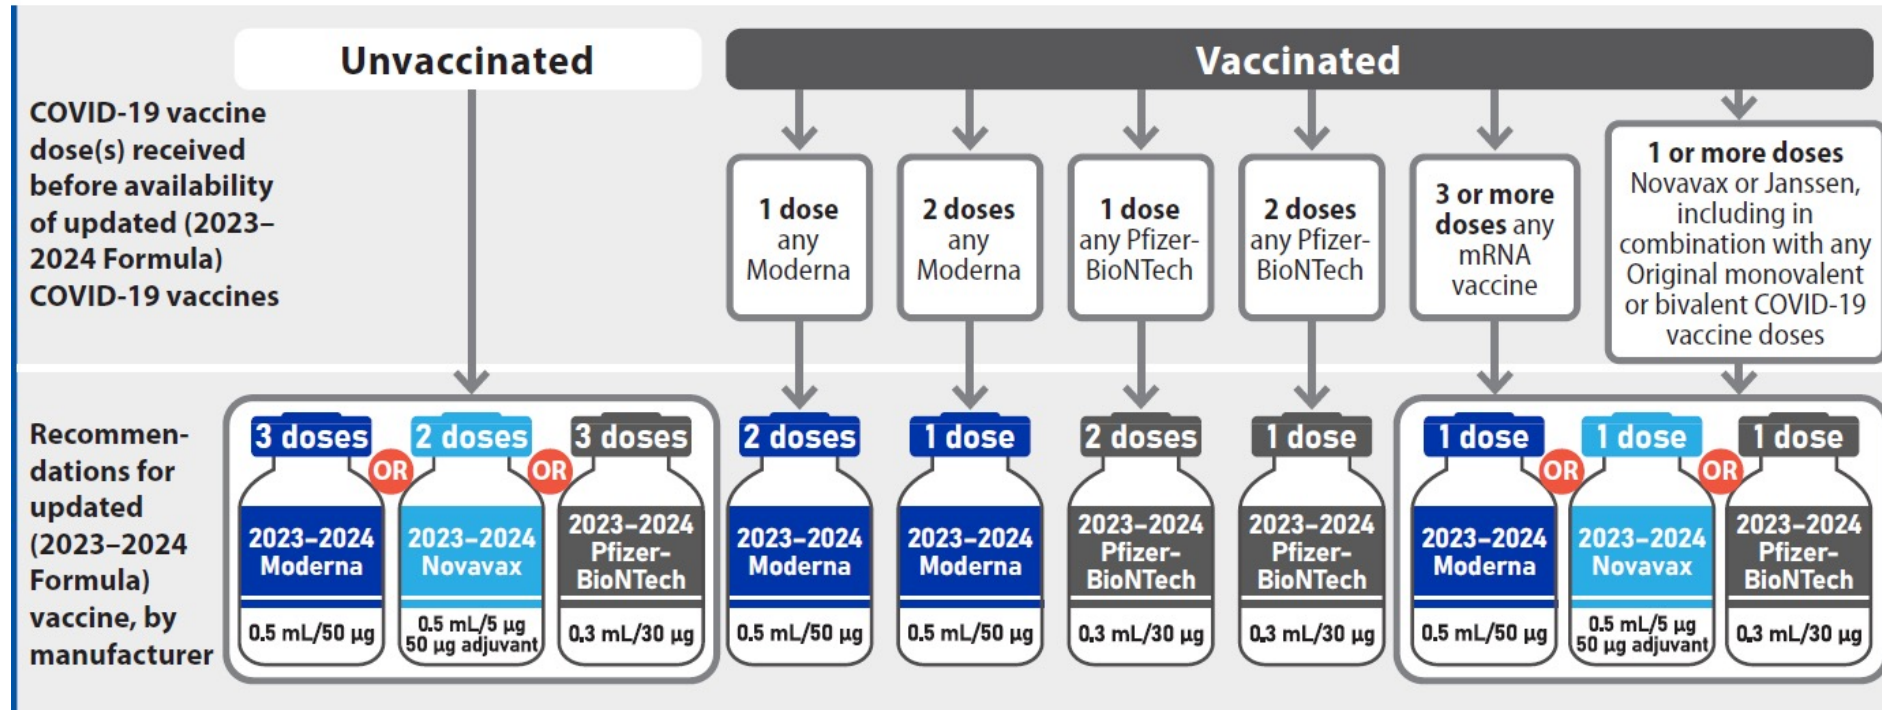 Unvaccinated
Vaccinated
COVID-19 vaccine
dose(s) received
before availability
of updated (2023–
2024 Formula)
COVID-19 vaccines
1 dose
any
Moderna
2 doses
any
Moderna
1 dose
any Pfizer-
BioNTech
2 doses
any Pfizer-
BioNTech
3 or more
doses any
mRNA
vaccine
1 or more doses
Novavax or Janssen,
including in
combination with any
Original monovalent
or bivalent COVID-19
vaccine doses
Recommen-
dations for
updated
(2023–2024
Formula)
vaccine, by
manufacturer
3 doses
2023–2024
Moderna
0.5 mL/50 µg
OR
2 doses
2023–2024
Novavax
0.5 mL/5 µg
50 µg adjuvant
OR
3 doses
2023–2024
Pfizer–
BioNTech
0.3 mL/30 µg
2 doses
2023–2024
Moderna
0.5 mL/50 µg
1 dose
2023–2024
Moderna
0.5 mL/50 µg
2 doses
2023–2024
Pfizer–
BioNTech
0.3 mL/30 µg
1 dose
2023–2024
Pfizer–
BioNTech
0.3 mL/30 µg
1 dose
2023–2024
Moderna
0.5 mL/50 µg
OR
1 dose
2023–2024
Novavax
0.5 mL/5 µg
50 µg adjuvant
OR
1 dose
2023–2024
Pfizer–
BioNTech
0.3 mL/30 µg